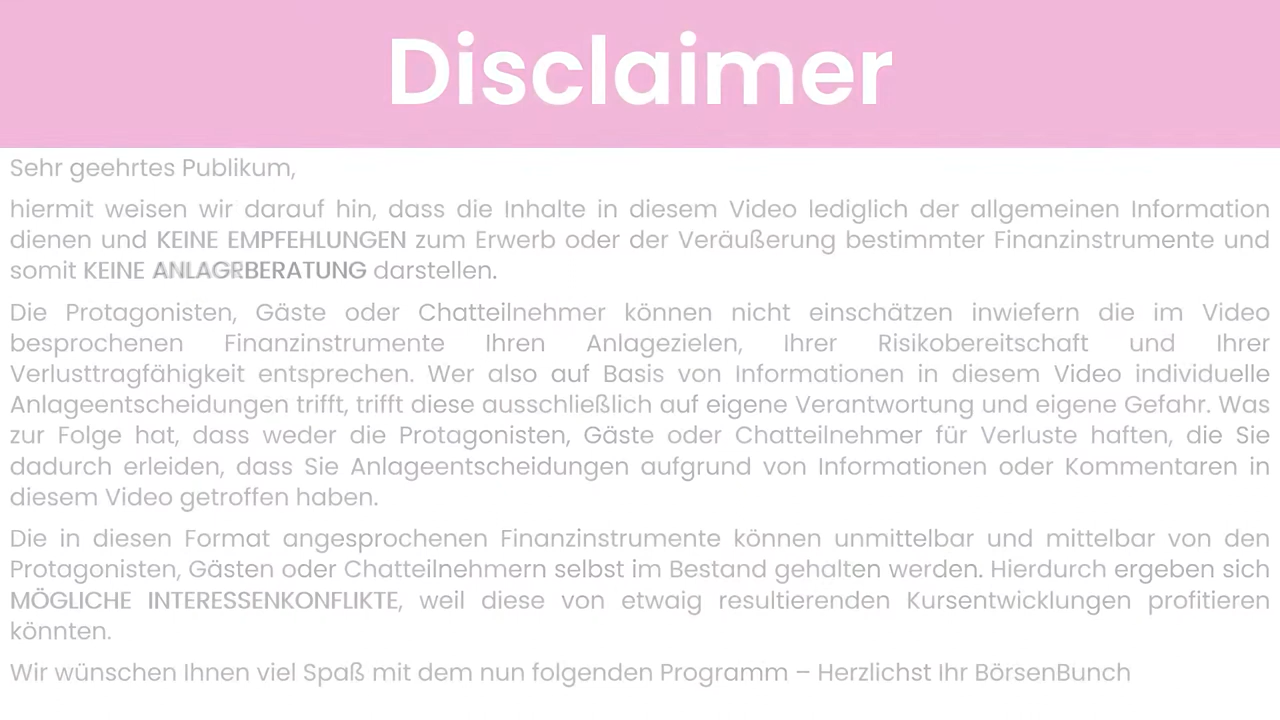 Disclaimer
Sehr geehrtes Publikum,
hiermit weisen wir darauf hin, dass die Inhalte in diesem Video lediglich der allgemeinen Information
dienen und KEINE EMPFEHLUNGEN zum Erwerb oder der Veräußerung bestimmter Finanzinstrumente und
somit KEINE ANLAGEBERATUNG darstellen.
Die Protagonisten, Gäste oder Chatteilnehmer können nicht einschätzen inwiefern die im Video
besprochenen Finanzinstrumente Ihren Anlagezielen, Ihrer Risikobereitschaft und Ihrer
Verlusttragfähigkeit entsprechen. Wer also auf Basis von Informationen in diesem Video individuelle
Anlageentscheidungen trifft, trifft diese ausschließlich auf eigene Verantwortung und eigene Gefahr. Was
zur Folge hat, dass weder die Protagonisten, Gäste oder Chatteilnehmer für Verluste haften, die Sie
dadurch erleiden, dass Sie Anlageentscheidungen aufgrund von Informationen oder Kommentaren in
diesem Video getroffen haben.
Die in diesen Format angesprochenen Finanzinstrumente können unmittelbar und mittelbar von den
Protagonisten, Gästen oder Chatteilnehmern selbst im Bestand gehalten werden. Hierdurch ergeben sich
MÖGLICHE INTERESSENKONFLIKTE, weil diese von etwaig resultierenden Kursentwicklungen profitieren
könnten.
Wir wünschen Ihnen viel Spaß mit dem nun folgenden Programm – Herzlichst Ihr BörsenBunch